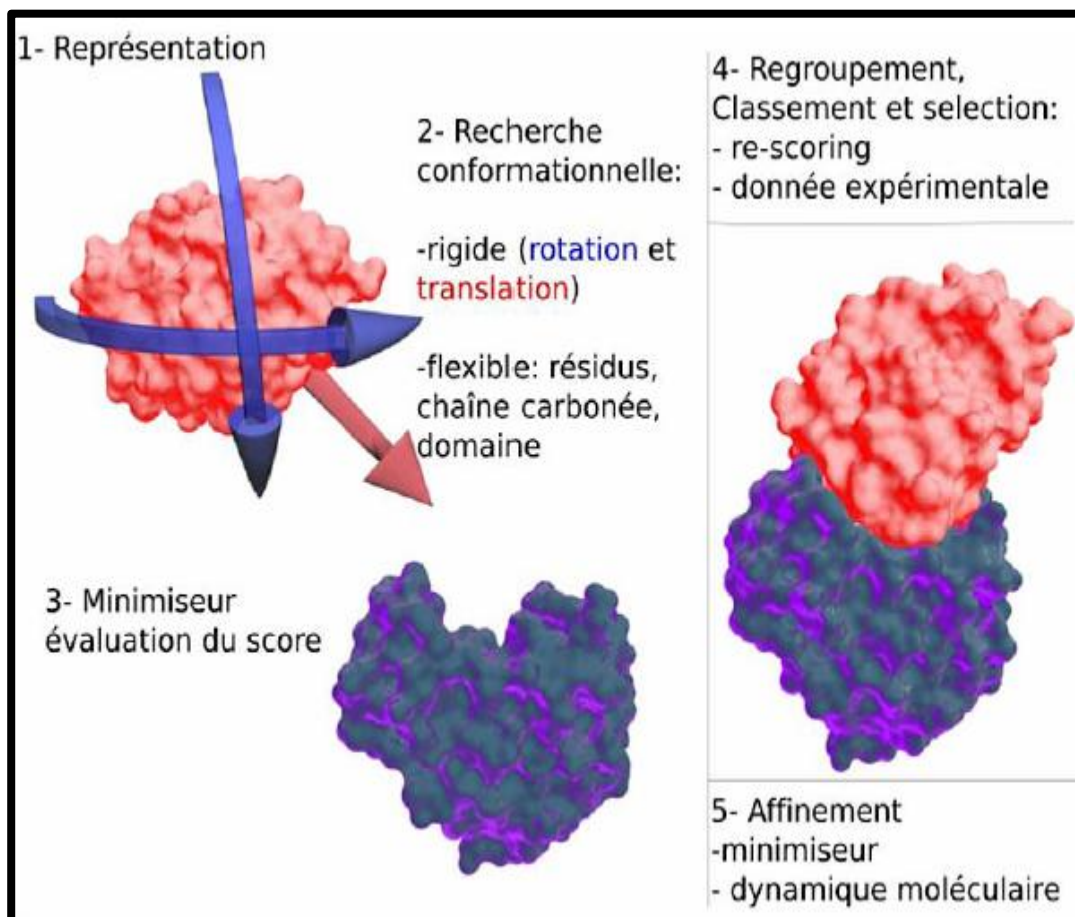 1- Représentation
2- Recherche
conformationnelle:
-rigide (rotation et
translation)
-flexible: résidus,
chaîne carbonée,
domaine
3- Minimiseur
évaluation du score
4- Regroupement,
Classement et selection:
- re-scoring
- donnée expérimentale
5- Affinement
-minimiseur
- dynamique moléculaire